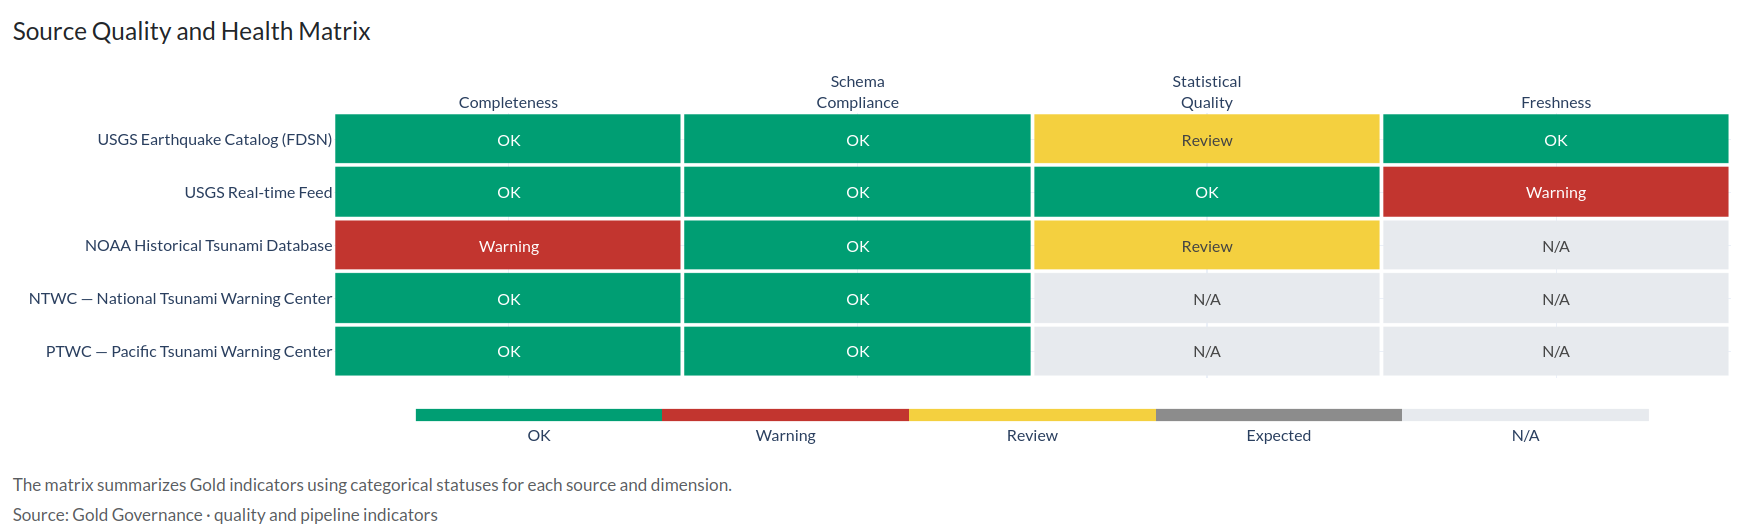 Source Quality and Health Matrix
Completeness
Schema
Compliance
Statistical
Quality
Freshness
USGS Earthquake Catalog (FDSN) OK OK Review OK
USGS Real-time Feed OK OK OK Warning
NOAA Historical Tsunami Database Warning OK Review N/A
NTWC — National Tsunami Warning Center OK OK N/A N/A
PTWC — Pacific Tsunami Warning Center OK OK N/A N/A
OK Warning Review Expected N/A
The matrix summarizes Gold indicators using categorical statuses for each source and dimension.
Source: Gold Governance · quality and pipeline indicators